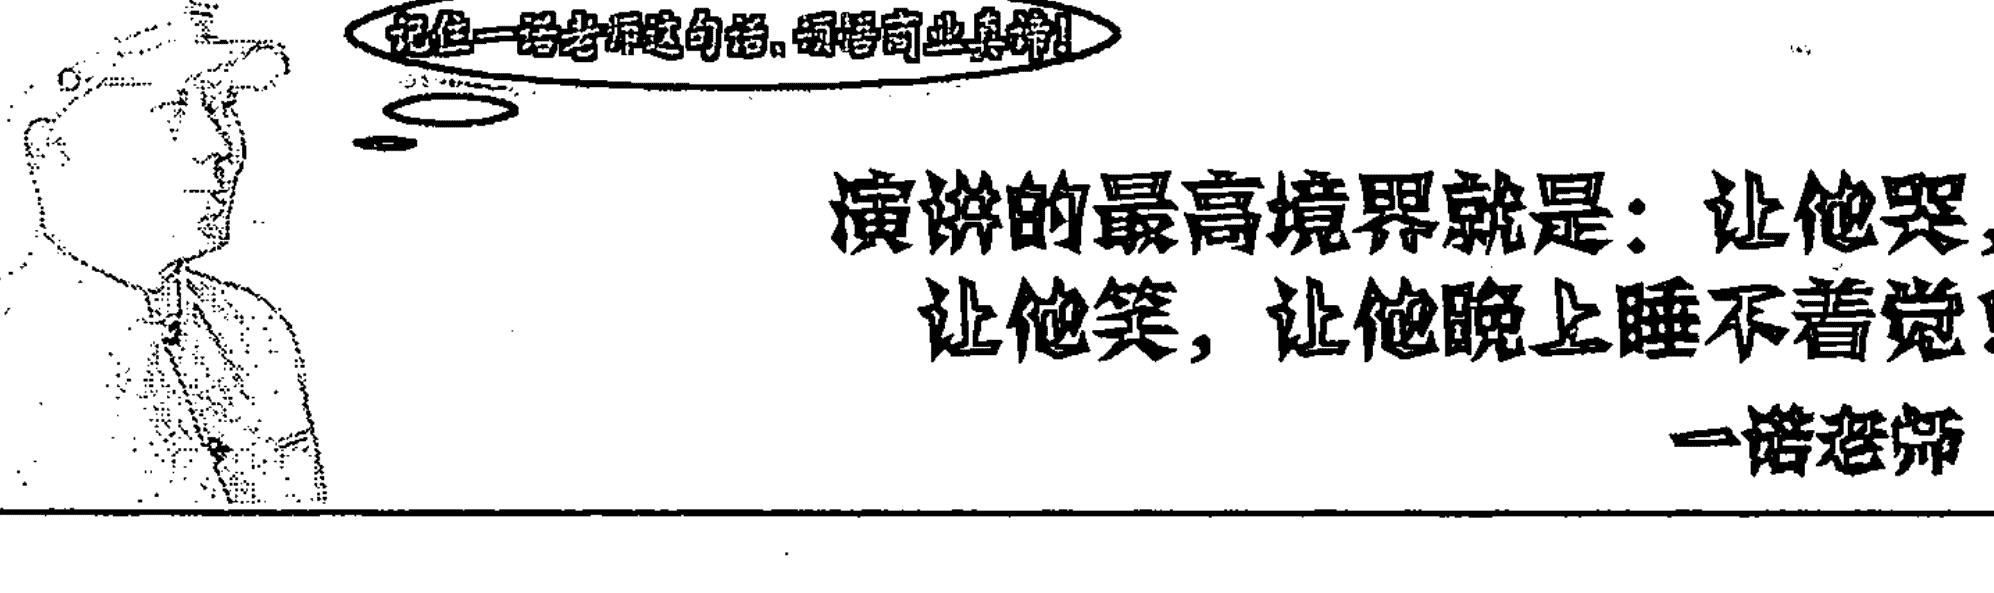 记住一诺老师这句话、领悟商业真谛!
演说的最高境界就是：让他哭，
让他笑，让他晚上睡不着觉！
一诺老师